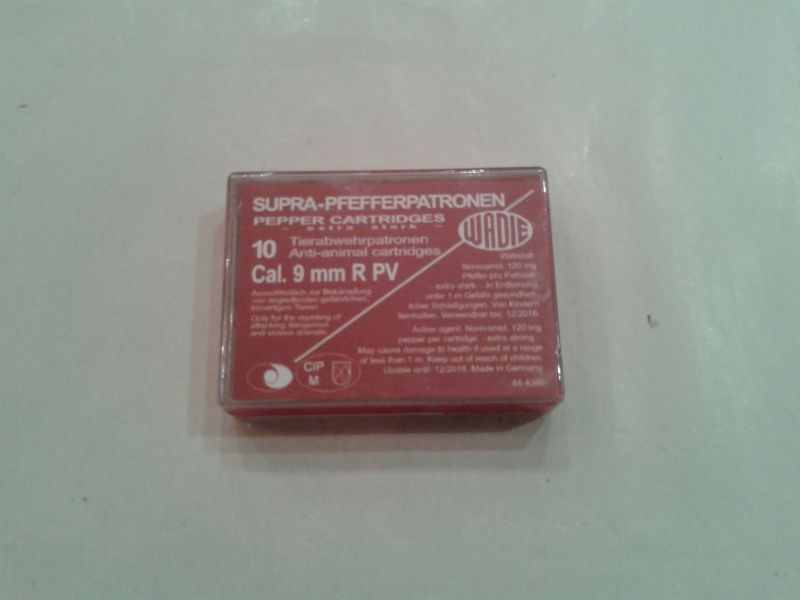 SUPRA-PFEFFERPATRONEN
PEPPER CARTRIDGES
- extra stark -
WADIE
10 Tierabwehrpatronen
Anti-animal cartridges
Cal. 9 mm R PV
Ausschließlich zur Bekämpfung
von angreifenden gefährlichen,
bösartigen Tieren
Only for the repelling of
attacking dangerous
and vicious animals.
Wirkstoff:
Nonivamid. 120 mg
Pfeffer pro Patrone
- extra stark - in Entfernung
unter 1 m Gefahr gesundheit-
licher Schädigungen. Von Kindern
fernhalten. Verwendbar bis: 12/2018.
Active agent: Nonivamid. 120 mg
pepper per cartridge. - extra strong -
May cause damage to health if used at a range
of less than 1 m. Keep out of reach of children.
Usable until: 12/2018. Made in Germany
CIP
M